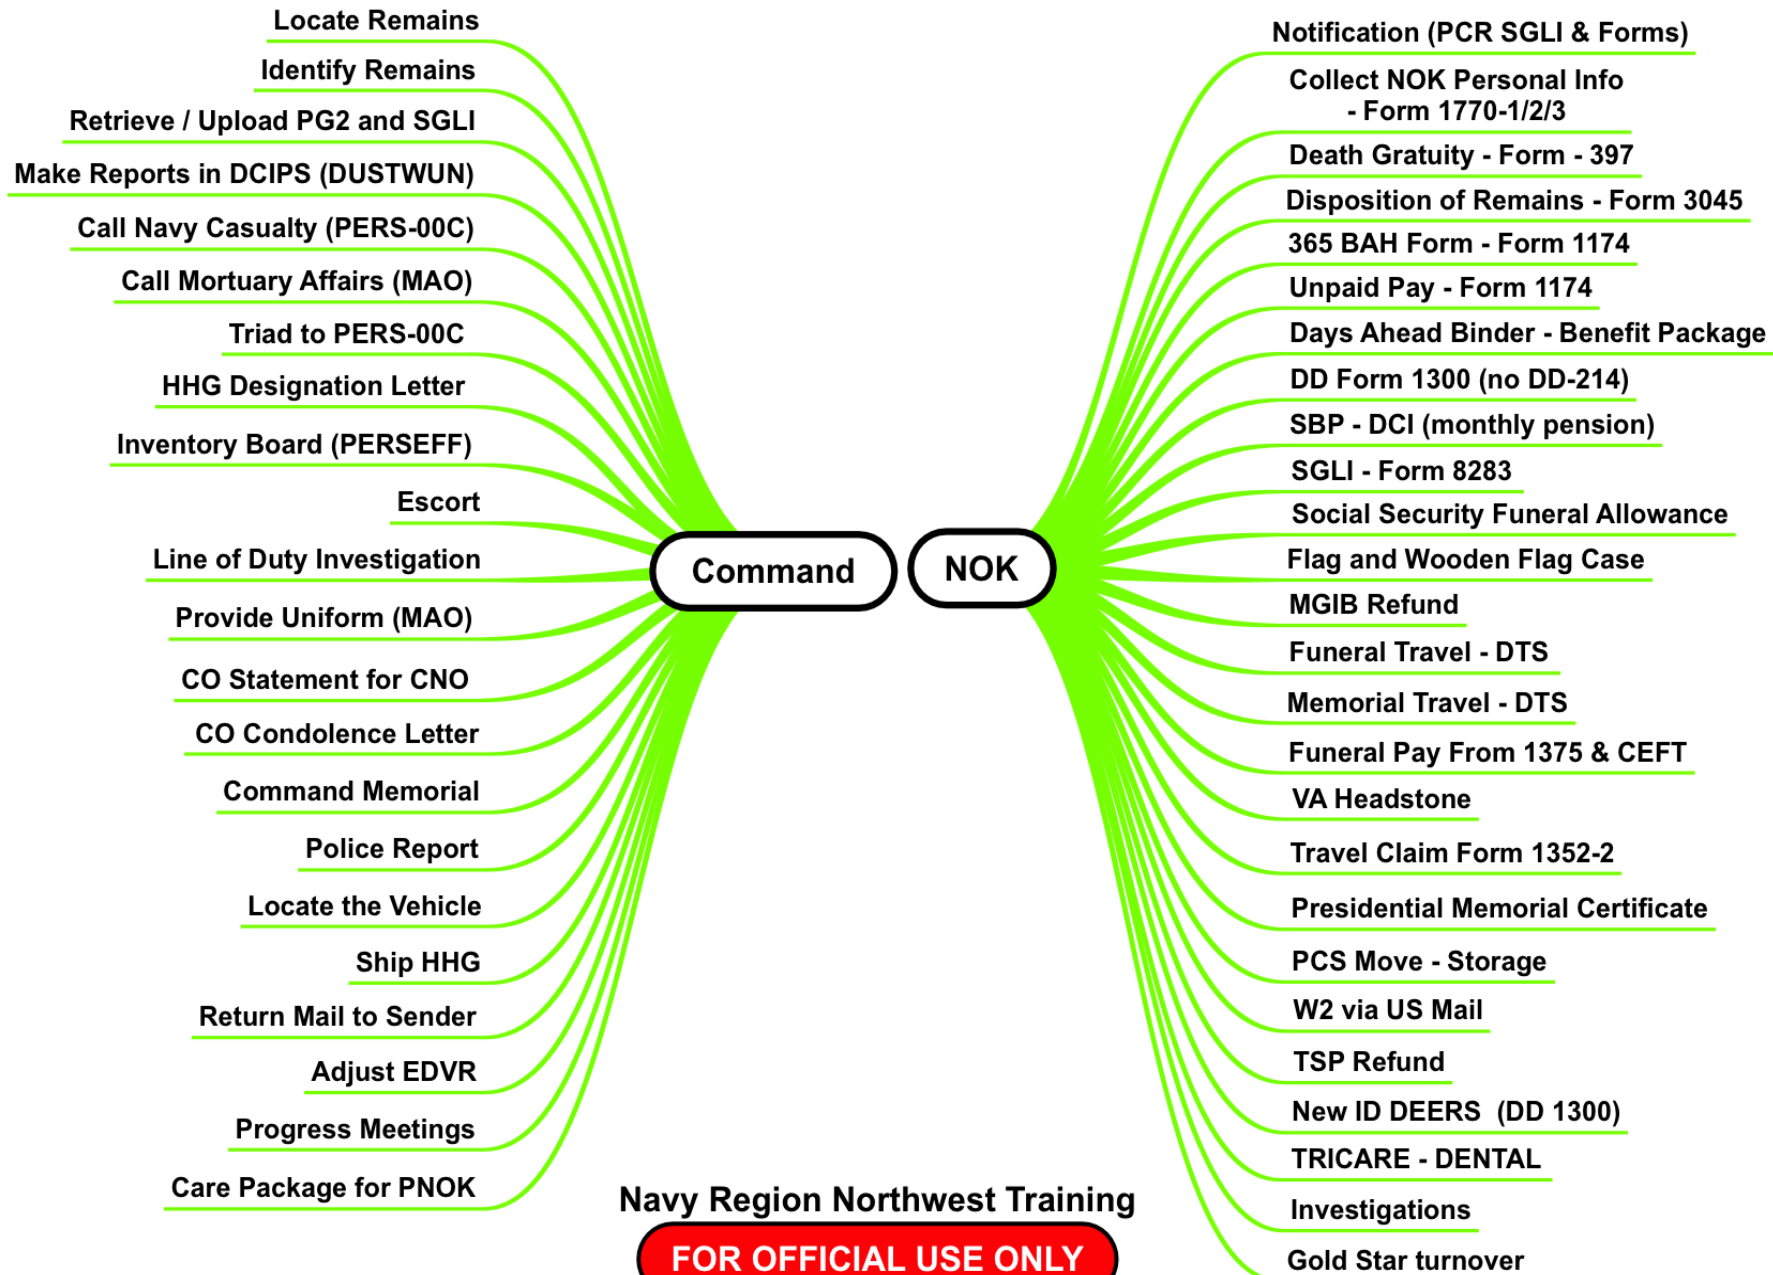 Locate Remains
Identify Remains
Retrieve / Upload PG2 and SGLI
Make Reports in DCIPS (DUSTWUN)
Call Navy Casualty (PERS-00C)
Call Mortuary Affairs (MAO)
Triad to PERS-00C
HHG Designation Letter
Inventory Board (PERSEFF)
Escort
Line of Duty Investigation
Provide Uniform (MAO)
CO Statement for CNO
CO Condolence Letter
Command Memorial
Police Report
Locate the Vehicle
Ship HHG
Return Mail to Sender
Adjust EDVR
Progress Meetings
Care Package for PNOK
Command
NOK
Notification (PCR SGLI & Forms)
Collect NOK Personal Info
- Form 1770-1/2/3
Death Gratuity - Form - 397
Disposition of Remains - Form 3045
365 BAH Form - Form 1174
Unpaid Pay - Form 1174
Days Ahead Binder - Benefit Package
DD Form 1300 (no DD-214)
SBP - DCI (monthly pension)
SGLI - Form 8283
Social Security Funeral Allowance
Flag and Wooden Flag Case
MGIB Refund
Funeral Travel - DTS
Memorial Travel - DTS
Funeral Pay From 1375 & CEFT
VA Headstone
Travel Claim Form 1352-2
Presidential Memorial Certificate
PCS Move - Storage
W2 via US Mail
TSP Refund
New ID DEERS (DD 1300)
TRICARE - DENTAL
Investigations
Gold Star turnover
Navy Region Northwest Training
FOR OFFICIAL USE ONLY